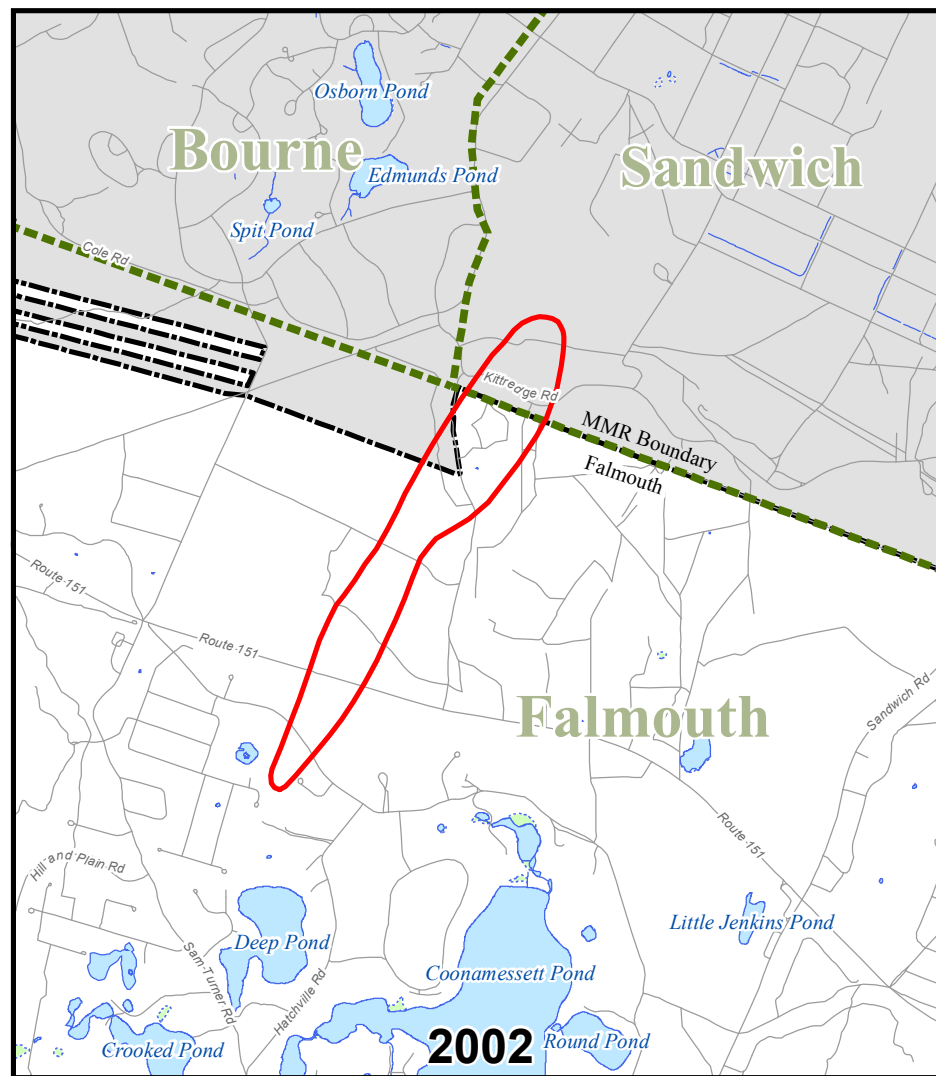 Osborn Pond
Bourne
Sandwich
Edmunds Pond
Spit Pond
Cole Rd
Kittredge Rd
MMR Boundary
Falmouth
Route 151
Route 151
Sandwich Rd
Falmouth
Route 151
Hill and Plain Rd
Little Jenkins Pond
Deep Pond
Sam Turner Rd
Hatchville Rd
Coonamessett Pond
Crooked Pond
2002
Round Pond